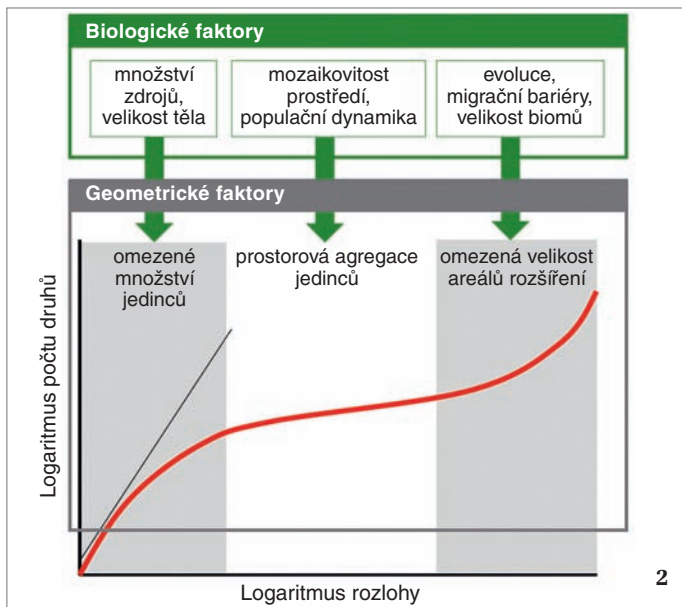 Biologické faktory
množství
zdrojů,
velikost těla
mozaikovitost
prostředí,
populační dynamika
evoluce,
migrační bariéry,
velikost biomů
Geometrické faktory
omezené
množství
jedinců
prostorová agregace
jedinců
omezená velikost
areálů rozšíření
Logaritmus počtu druhů
Logaritmus rozlohy
2